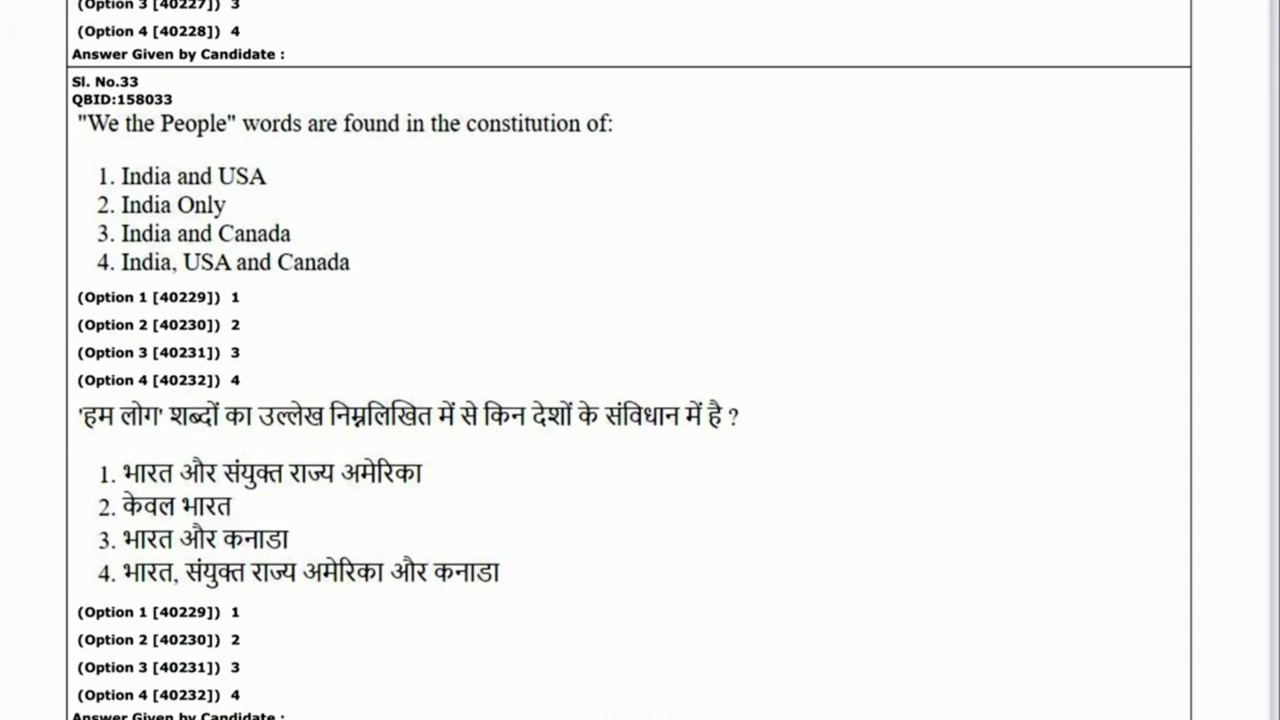 (Option 3 [40227]) 3
(Option 4 [40228]) 4
Answer Given by Candidate :
Sl. No.33
QBID:158033
"We the People" words are found in the constitution of:
1. India and USA
2. India Only
3. India and Canada
4. India, USA and Canada
(Option 1 [40229]) 1
(Option 2 [40230]) 2
(Option 3 [40231]) 3
(Option 4 [40232]) 4
'हम लोग' शब्दों का उल्लेख निम्नलिखित में से किन देशों के संविधान में है ?
1. भारत और संयुक्त राज्य अमेरिका
2. केवल भारत
3. भारत और कनाडा
4. भारत, संयुक्त राज्य अमेरिका और कनाडा
(Option 1 [40229]) 1
(Option 2 [40230]) 2
(Option 3 [40231]) 3
(Option 4 [40232]) 4
Answer Given by Candidate :